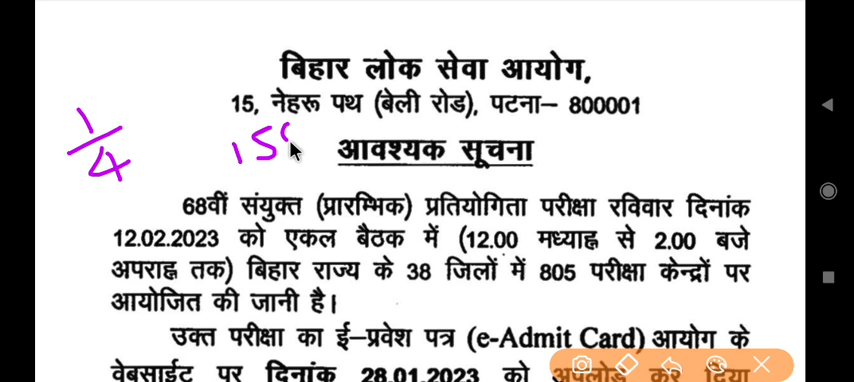 बिहार लोक सेवा आयोग,
15, नेहरू पथ (बेली रोड), पटना– 800001
1/4
15
आवश्यक सूचना
68वीं संयुक्त (प्रारम्भिक) प्रतियोगिता परीक्षा रविवार दिनांक
12.02.2023 को एकल बैठक में (12.00 मध्याह्न से 2.00 बजे
अपराह्न तक) बिहार राज्य के 38 जिलों में 805 परीक्षा केन्द्रों पर
आयोजित की जानी है।
उक्त परीक्षा का ई–प्रवेश पत्र (e-Admit Card) आयोग के
वेबसाईट पर दिनांक 28.01.2023 को अपलोड कर दिया